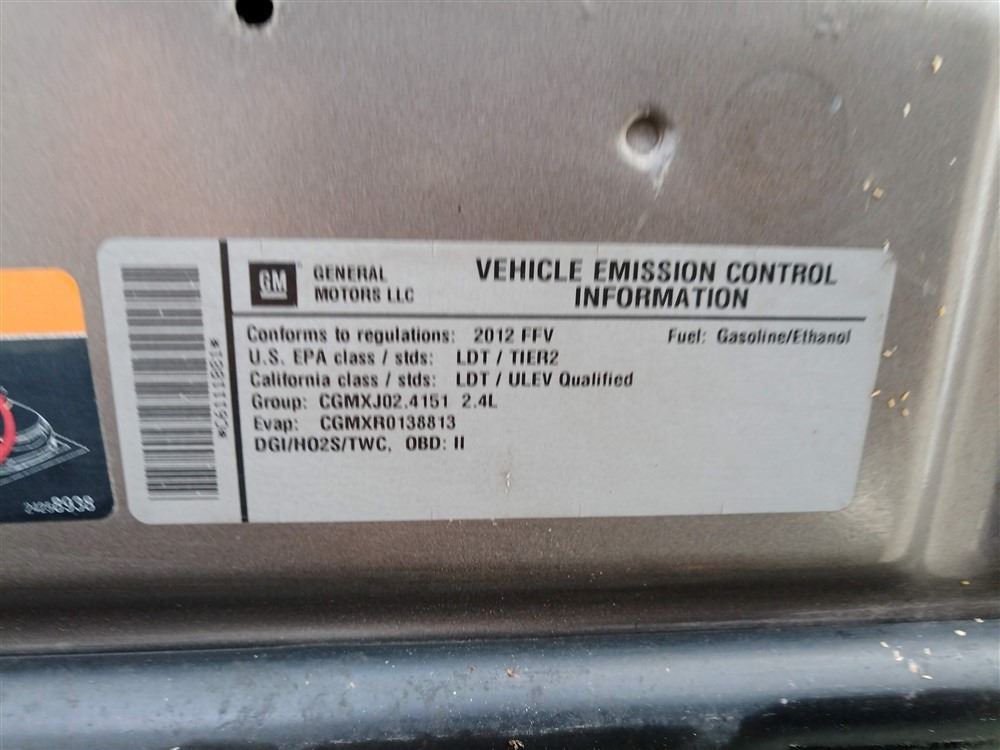 GM GENERAL
MOTORS LLC
VEHICLE EMISSION CONTROL
INFORMATION
Conforms to regulations: 2012 FFV Fuel: Gasoline/Ethanol
U.S. EPA class / stds: LDT / TIER2
California class / stds: LDT / ULEV Qualified
Group: CGMXJ02.4151 2.4L
Evap: CGMXR0138813
DGI/HO2S/TWC, OBD: II